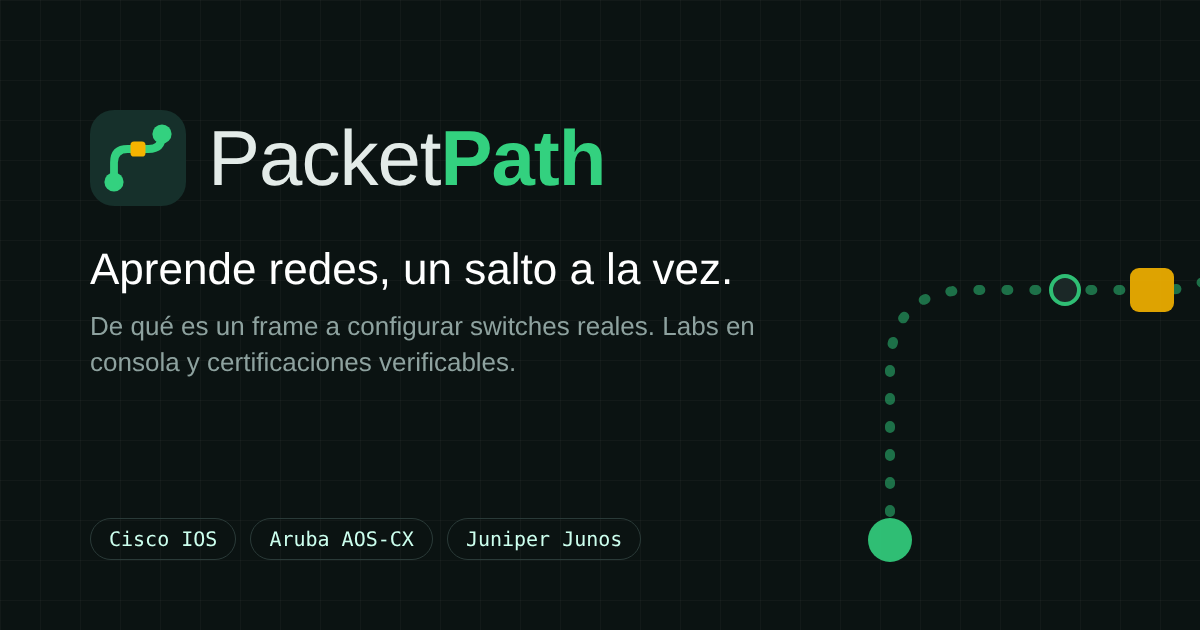 PacketPath
Aprende redes, un salto a la vez.
De qué es un frame a configurar switches reales. Labs en
consola y certificaciones verificables.
Cisco IOS
Aruba AOS-CX
Juniper Junos